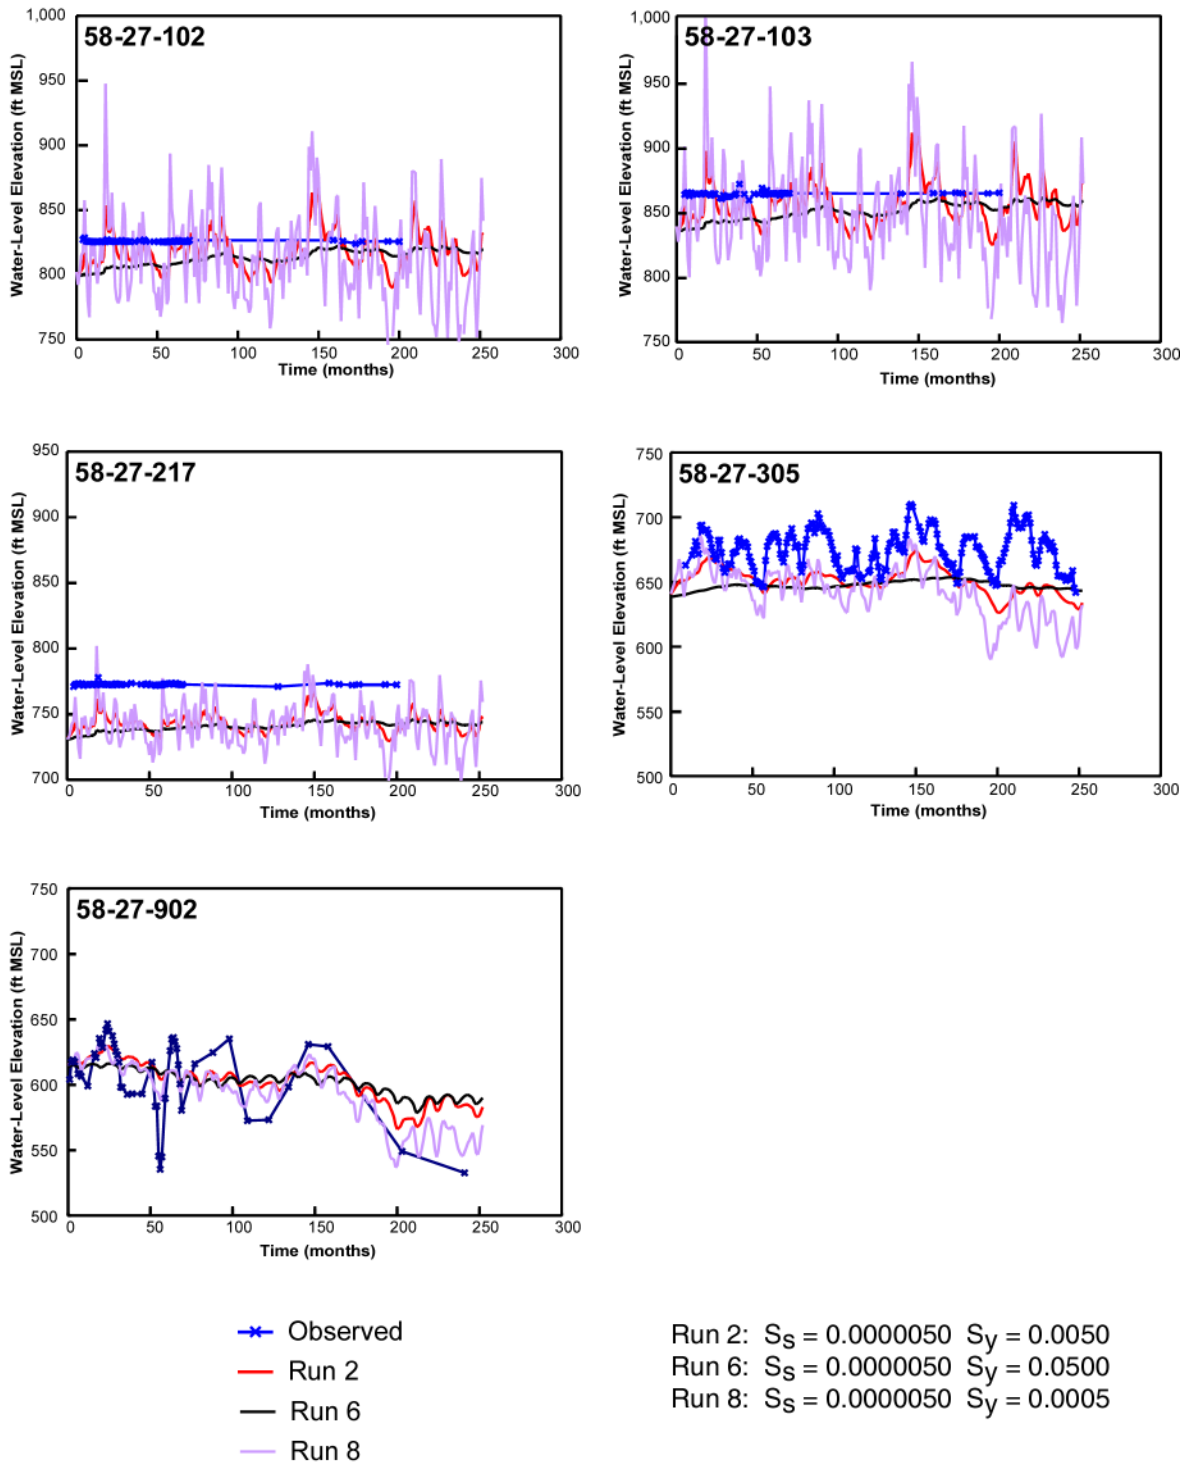 58-27-102
1,000
950
900
850
800
750
0 50 100 150 200 250 300
Water-Level Elevation (ft MSL)
Time (months)
58-27-103
1,000
950
900
850
800
750
0 50 100 150 200 250 300
Water-Level Elevation (ft MSL)
Time (months)
58-27-217
950
900
850
800
750
700
0 50 100 150 200 250 300
Water-Level Elevation (ft MSL)
Time (months)
58-27-305
750
700
650
600
550
500
0 50 100 150 200 250 300
Water-Level Elevation (ft MSL)
Time (months)
58-27-902
750
700
650
600
550
500
0 50 100 150 200 250 300
Water-Level Elevation (ft MSL)
Time (months)
Observed
Run 2
Run 6
Run 8
Run 2: Ss = 0.0000050 Sy = 0.0050
Run 6: Ss = 0.0000050 Sy = 0.0500
Run 8: Ss = 0.0000050 Sy = 0.0005